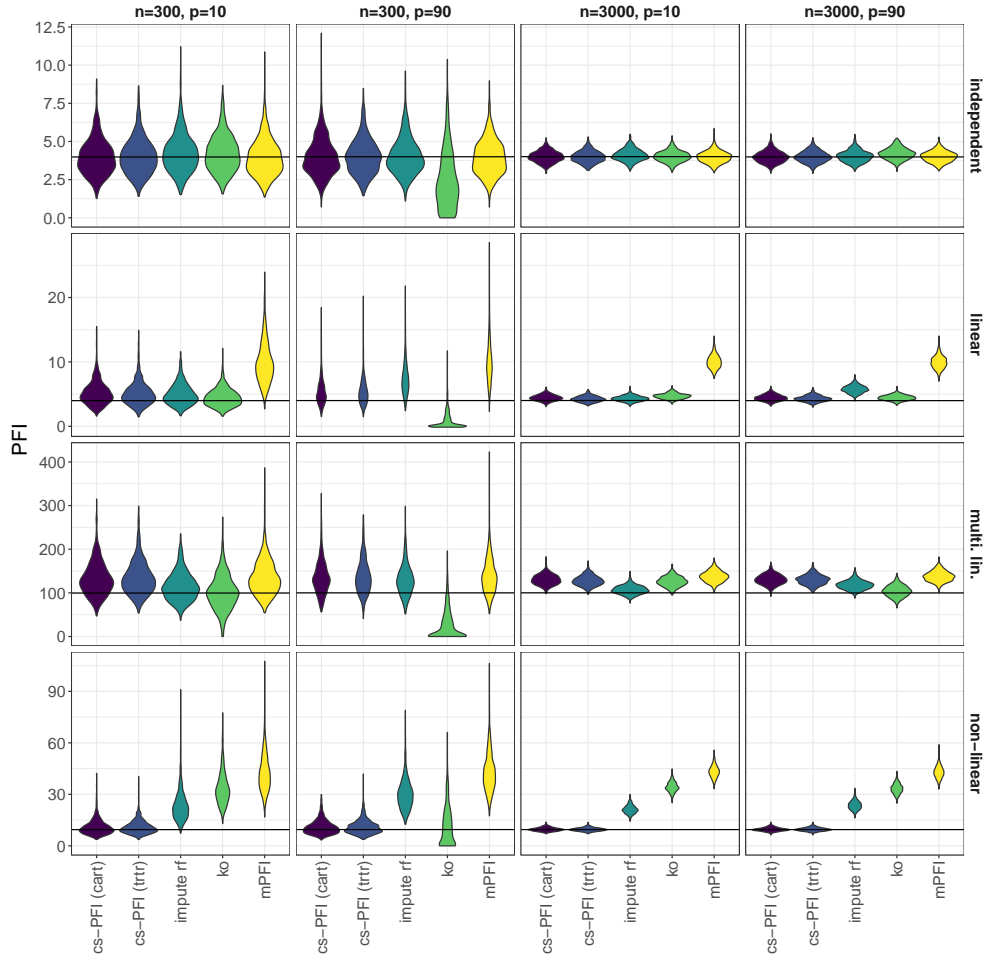 n=300, p=10
n=300, p=90
n=3000, p=10
n=3000, p=90
PFI
12.5
10.0
7.5
5.0
2.5
0.0
independent
20
10
0
linear
400
300
200
100
0
multi. lin.
90
60
30
0
non−linear
cs−PFI (cart)
cs−PFI (trtr)
impute rf
ko
mPFI
cs−PFI (cart)
cs−PFI (trtr)
impute rf
ko
mPFI
cs−PFI (cart)
cs−PFI (trtr)
impute rf
ko
mPFI
cs−PFI (cart)
cs−PFI (trtr)
impute rf
ko
mPFI